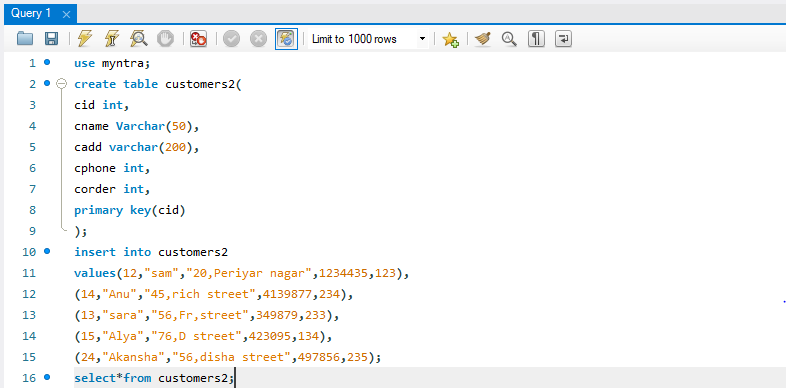 Query 1
Limit to 1000 rows
1 use myntra;
2 create table customers2(
3 cid int,
4 cname Varchar(50),
5 cadd varchar(200),
6 cphone int,
7 corder int,
8 primary key(cid)
9 );
10 insert into customers2
11 values(12,"sam","20,Periyar nagar",1234435,123),
12 (14,"Anu","45,rich street",4139877,234),
13 (13,"sara","56,Fr,street",349879,233),
14 (15,"Alya","76,D street",423095,134),
15 (24,"Akansha","56,disha street",497856,235);
16 select*from customers2;